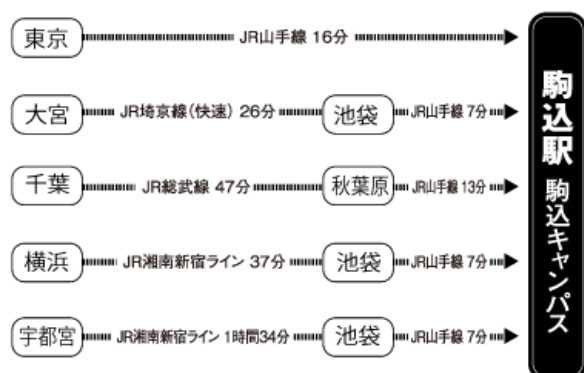 東京 JR山手線 16分
大宮 JR埼京線(快速) 26分 池袋 JR山手線 7分
千葉 JR総武線 47分 秋葉原 JR山手線 13分
横浜 JR湘南新宿ライン 37分 池袋 JR山手線 7分
宇都宮 JR湘南新宿ライン 1時間34分 池袋 JR山手線 7分
駒込駅 駒込キャンパス